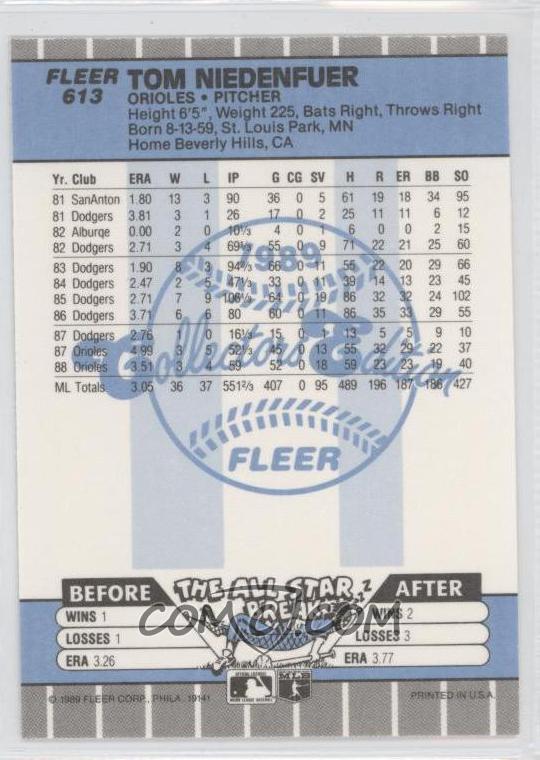 FLEER
613
TOM NIEDENFUER
ORIOLES • PITCHER
Height 6'5", Weight 225, Bats Right, Throws Right
Born 8-13-59, St. Louis Park, MN
Home Beverly Hills, CA
Yr. Club ERA W L IP G CG SV H R ER BB SO
81 SanAnton 1.80 13 3 90 36 0 5 61 19 18 34 95
81 Dodgers 3.81 3 1 26 17 0 2 25 11 11 6 12
82 Alburqe 0.00 2 0 10⅓ 4 0 3 6 0 0 2 15
82 Dodgers 2.71 3 4 69⅔ 55 0 9 71 22 21 25 60
83 Dodgers 1.90 8 3 94⅔ 66 0 11 55 22 20 29 66
84 Dodgers 2.47 2 5 47⅓ 33 0 11 39 14 13 23 45
85 Dodgers 2.71 7 9 106⅓ 64 0 19 86 32 32 24 102
86 Dodgers 3.71 6 6 80 60 0 11 86 35 33 29 55
87 Dodgers 2.76 1 0 16⅓ 15 0 1 13 5 5 9 10
87 Orioles 4.99 3 5 52⅓ 45 0 13 55 32 29 22 37
88 Orioles 3.51 3 4 59 52 0 18 59 23 23 19 40
ML Totals 3.05 36 37 551⅔ 407 0 95 489 196 187 186 427
1989
Collectors' Edition
FLEER
BEFORE THE ALL STAR BREAK AFTER
WINS 1 WINS 2
LOSSES 1 LOSSES 3
ERA 3.26 ERA 3.77
COMC.COM
MLB
© 1989 FLEER CORP., PHILA. 19141 PRINTED IN U.S.A.